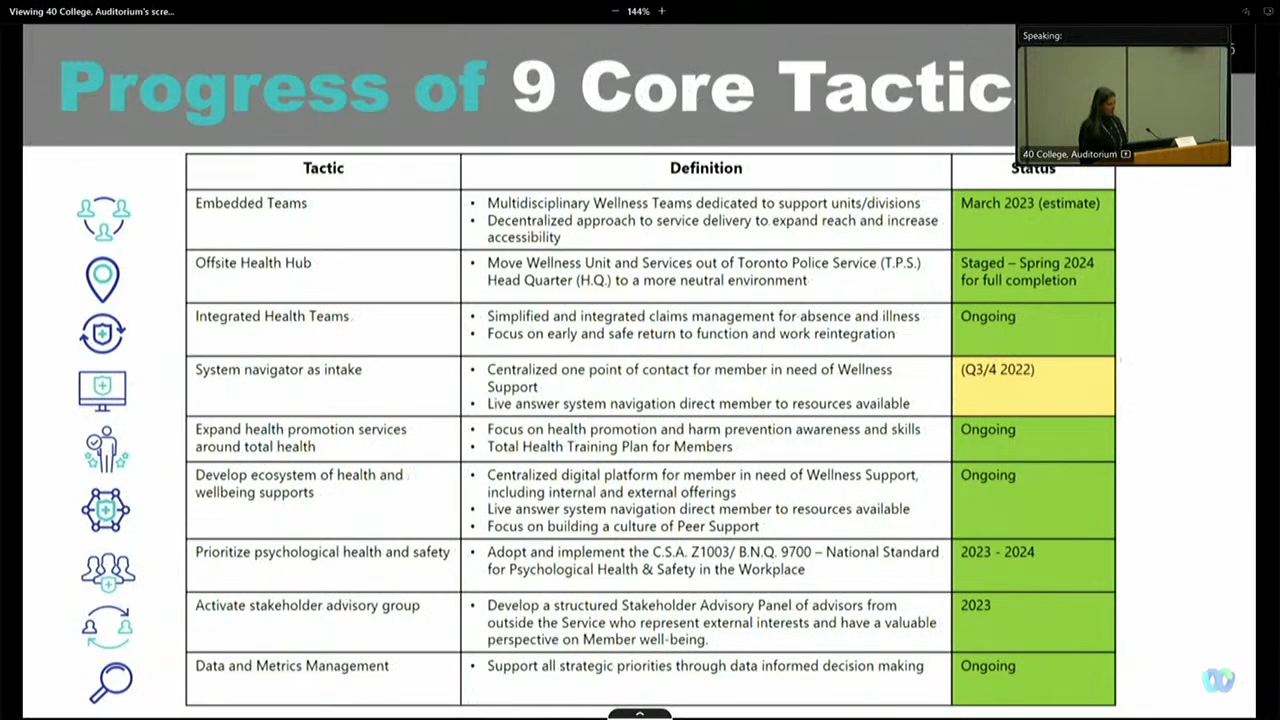 Viewing 40 College, Auditorium's scre...
144%
Speaking:
40 College, Auditorium
Progress of 9 Core Tactic
Tactic
Definition
Status
Embedded Teams
• Multidisciplinary Wellness Teams dedicated to support units/divisions
• Decentralized approach to service delivery to expand reach and increase
accessibility
March 2023 (estimate)
Offsite Health Hub
• Move Wellness Unit and Services out of Toronto Police Service (T.P.S.)
Head Quarter (H.Q.) to a more neutral environment
Staged – Spring 2024
for full completion
Integrated Health Teams
• Simplified and integrated claims management for absence and illness
• Focus on early and safe return to function and work reintegration
Ongoing
System navigator as intake
• Centralized one point of contact for member in need of Wellness
Support
• Live answer system navigation direct member to resources available
(Q3/4 2022)
Expand health promotion services
around total health
• Focus on health promotion and harm prevention awareness and skills
• Total Health Training Plan for Members
Ongoing
Develop ecosystem of health and
wellbeing supports
• Centralized digital platform for member in need of Wellness Support,
including internal and external offerings
• Live answer system navigation direct member to resources available
• Focus on building a culture of Peer Support
Ongoing
Prioritize psychological health and safety
• Adopt and implement the C.S.A. Z1003/ B.N.Q. 9700 – National Standard
for Psychological Health & Safety in the Workplace
2023 - 2024
Activate stakeholder advisory group
• Develop a structured Stakeholder Advisory Panel of advisors from
outside the Service who represent external interests and have a valuable
perspective on Member well-being.
2023
Data and Metrics Management
• Support all strategic priorities through data informed decision making
Ongoing